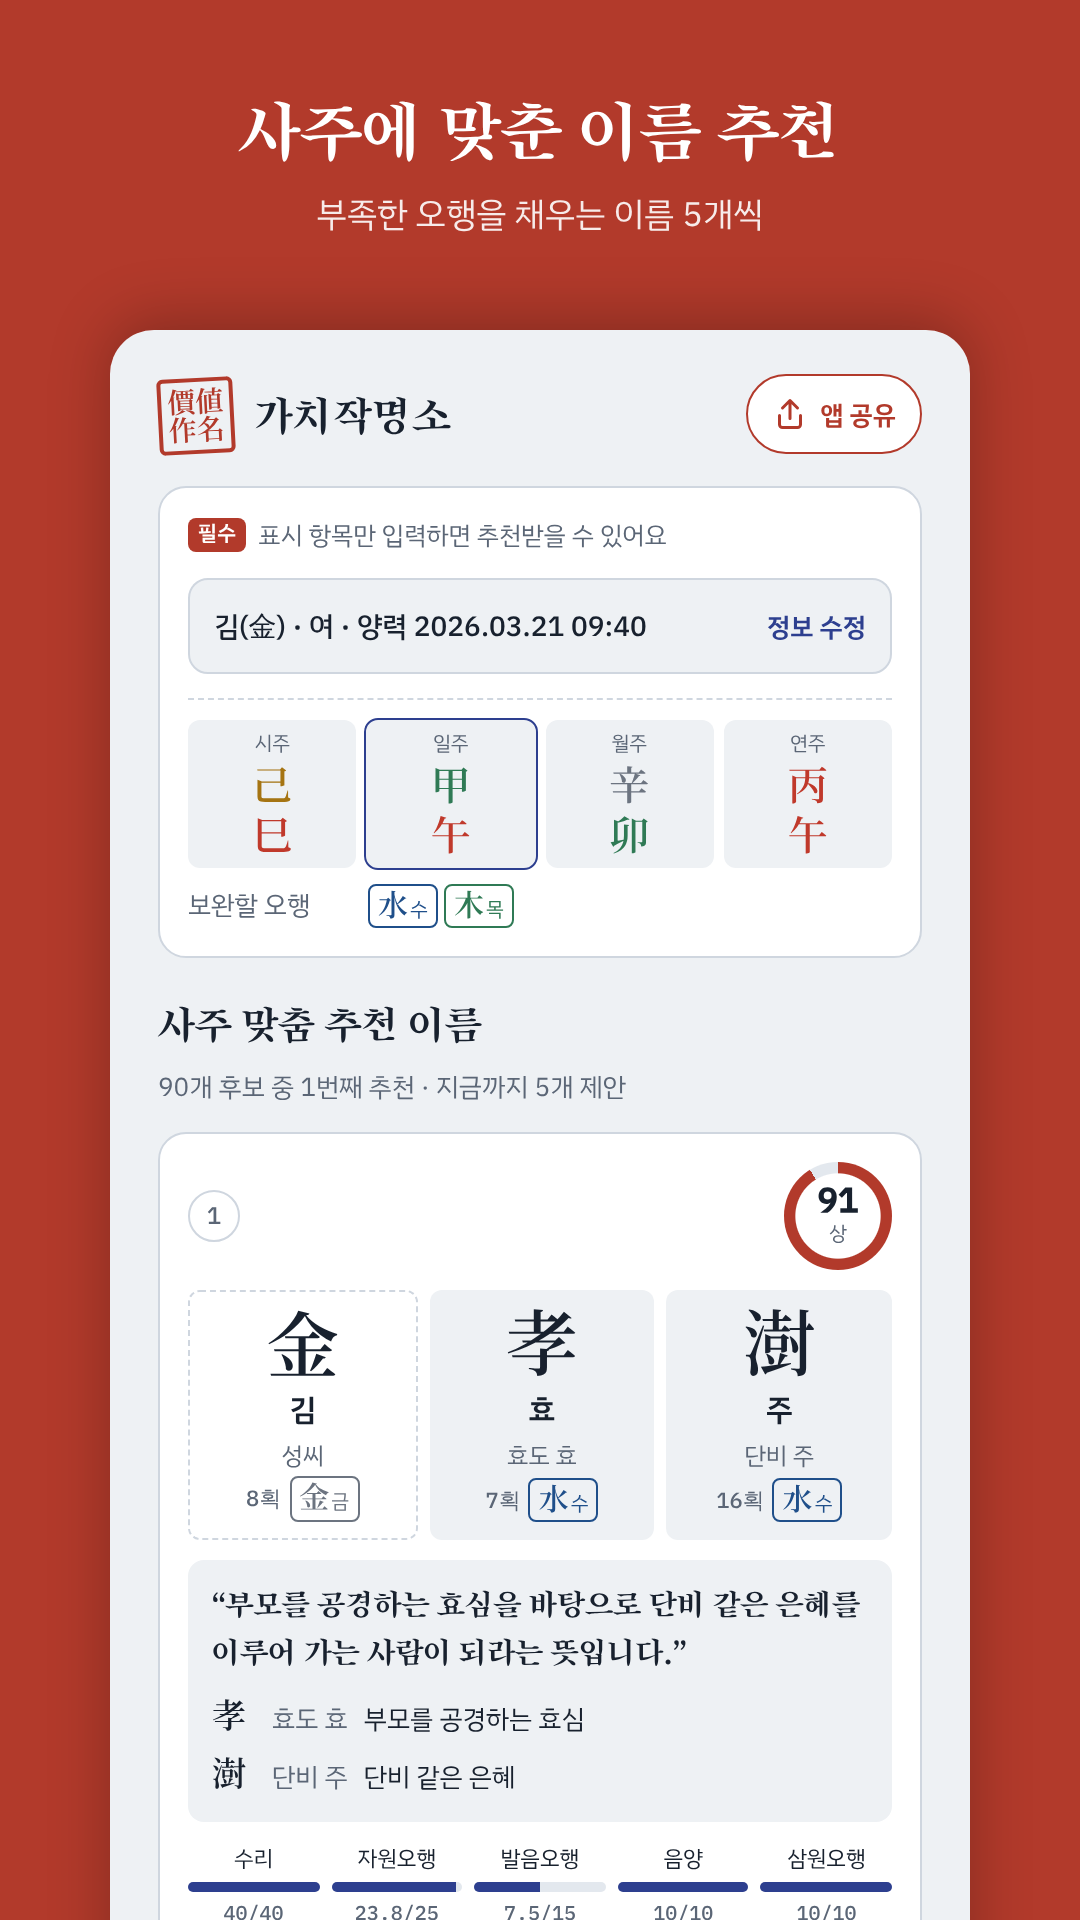 사주에 맞춘 이름 추천
부족한 오행을 채우는 이름 5개씩
價値
作名
가치작명소
앱 공유
필수 표시 항목만 입력하면 추천받을 수 있어요
김(金) · 여 · 양력 2026.03.21 09:40 정보 수정
시주 일주 월주 연주
己 甲 辛 丙
巳 午 卯 午
보완할 오행 水수 木목
사주 맞춤 추천 이름
90개 후보 중 1번째 추천 · 지금까지 5개 제안
1
91
상
金 孝 澍
김 효 주
성씨 효도 효 단비 주
8획 金금 7획 水수 16획 水수
“부모를 공경하는 효심을 바탕으로 단비 같은 은혜를
이루어 가는 사람이 되라는 뜻입니다.”
孝 효도 효 부모를 공경하는 효심
澍 단비 주 단비 같은 은혜
수리 자원오행 발음오행 음양 삼원오행
40/40 23.8/25 7.5/15 10/10 10/10